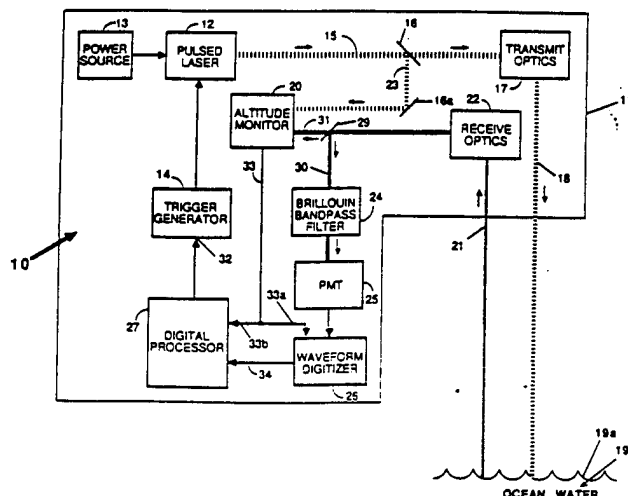 13
12
15
16
POWER
SOURCE
PULSED
LASER
23
TRANSMIT
OPTICS
17
20
16a
22
ALTITUDE
MONITOR
31
29
RECEIVE
OPTICS
18
33
30
14
BRILLOUIN
BANDPASS
FILTER
24
TRIGGER
GENERATOR
21
10
32
PMT
25
27
33a
DIGITAL
PROCESSOR
33b
WAVEFORM
DIGITIZER
34
19a
19
OCEAN WATER